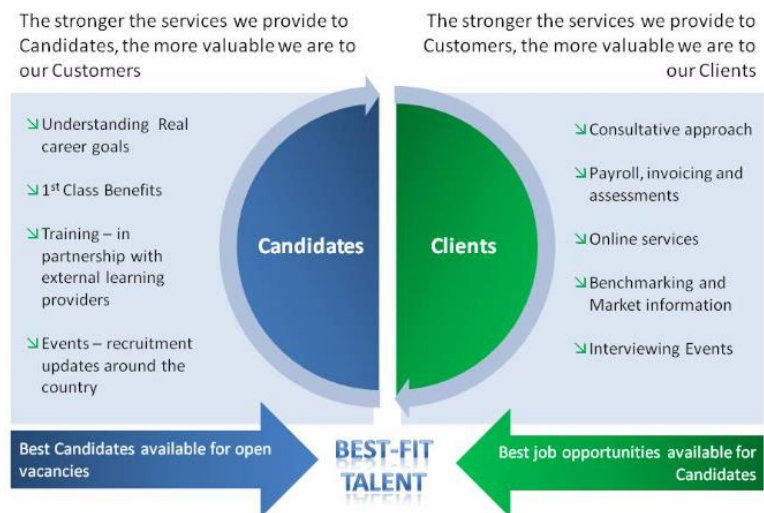 The stronger the services we provide to
Candidates, the more valuable we are to
our Customers
The stronger the services we provide to
Customers, the more valuable we are to
our Clients
Understanding Real
career goals
1st Class Benefits
Training – in
partnership with
external learning
providers
Events – recruitment
updates around the
country
Candidates
Clients
Consultative approach
Payroll, invoicing and
assessments
Online services
Benchmarking and
Market information
Interviewing Events
Best Candidates available for open
vacancies
BEST-FIT
TALENT
Best job opportunities available for
Candidates